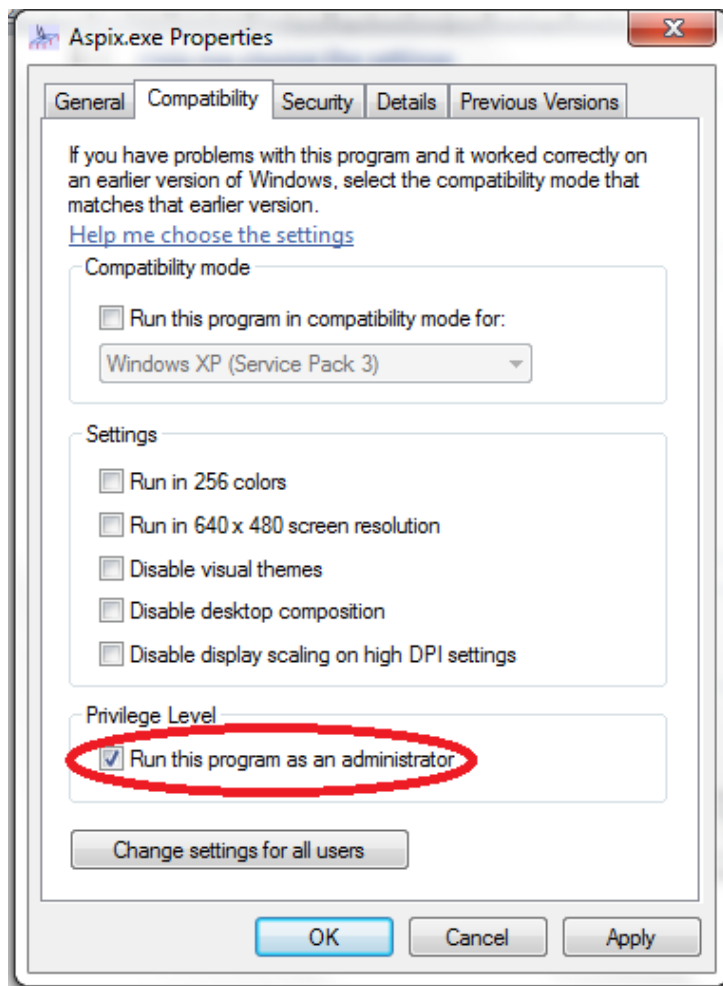 Aspix.exe Properties
General Compatibility Security Details Previous Versions
If you have problems with this program and it worked correctly on
an earlier version of Windows, select the compatibility mode that
matches that earlier version.
Help me choose the settings
Compatibility mode
Run this program in compatibility mode for:
Windows XP (Service Pack 3)
Settings
Run in 256 colors
Run in 640 x 480 screen resolution
Disable visual themes
Disable desktop composition
Disable display scaling on high DPI settings
Privilege Level
Run this program as an administrator
Change settings for all users
OK Cancel Apply